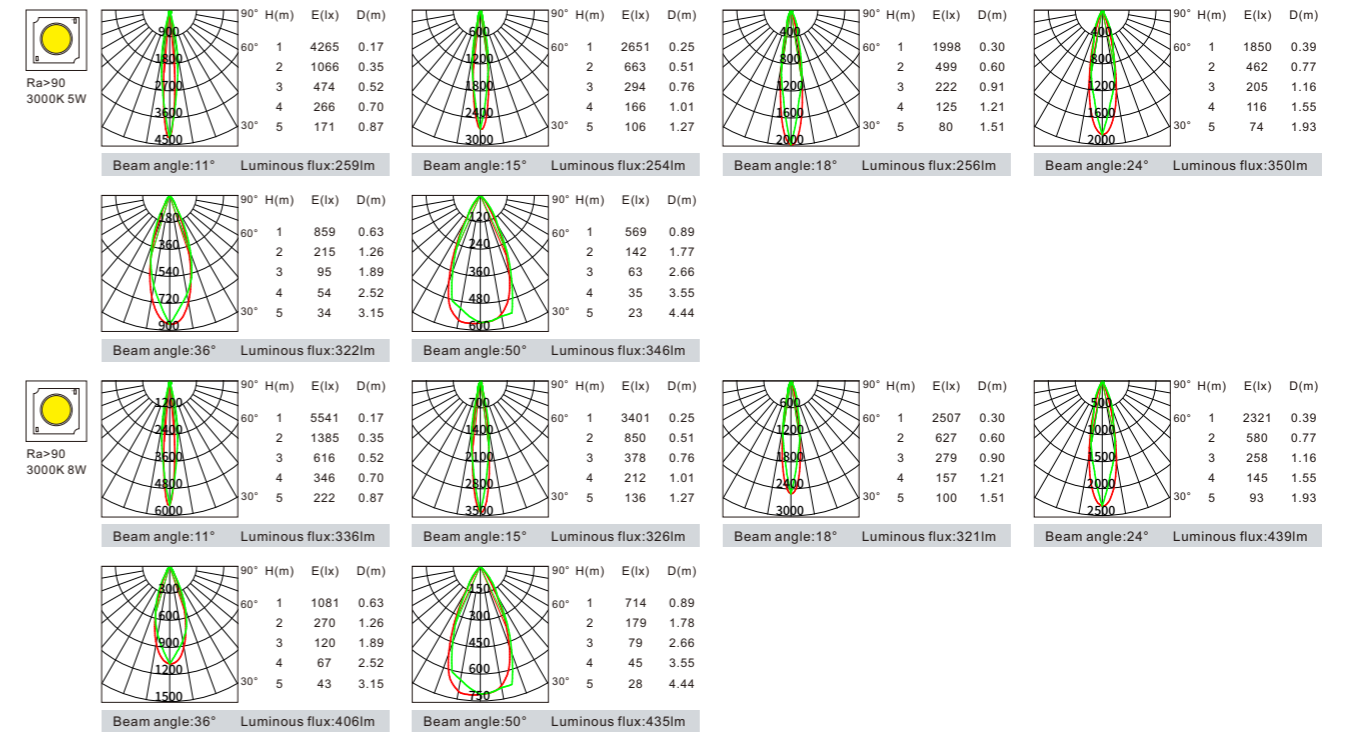 Ra>90
3000K 5W
90° H(m) E(lx) D(m)
60° 1 4265 0.17
2 1066 0.35
3 474 0.52
4 266 0.70
30° 5 171 0.87
900
1800
2700
3600
4500
Beam angle:11° Luminous flux:259lm
90° H(m) E(lx) D(m)
60° 1 2651 0.25
2 663 0.51
3 294 0.76
4 166 1.01
30° 5 106 1.27
600
1200
1800
2400
3000
Beam angle:15° Luminous flux:254lm
90° H(m) E(lx) D(m)
60° 1 1998 0.30
2 499 0.60
3 222 0.91
4 125 1.21
30° 5 80 1.51
400
800
1200
1600
2000
Beam angle:18° Luminous flux:256lm
90° H(m) E(lx) D(m)
60° 1 1850 0.39
2 462 0.77
3 205 1.16
4 116 1.55
30° 5 74 1.93
400
800
1200
1600
2000
Beam angle:24° Luminous flux:350lm
90° H(m) E(lx) D(m)
60° 1 859 0.63
2 215 1.26
3 95 1.89
4 54 2.52
30° 5 34 3.15
180
360
540
720
900
Beam angle:36° Luminous flux:322lm
90° H(m) E(lx) D(m)
60° 1 569 0.89
2 142 1.77
3 63 2.66
4 35 3.55
30° 5 23 4.44
120
240
360
480
600
Beam angle:50° Luminous flux:346lm
Ra>90
3000K 8W
90° H(m) E(lx) D(m)
60° 1 5541 0.17
2 1385 0.35
3 616 0.52
4 346 0.70
30° 5 222 0.87
1200
2400
3600
4800
6000
Beam angle:11° Luminous flux:336lm
90° H(m) E(lx) D(m)
60° 1 3401 0.25
2 850 0.51
3 378 0.76
4 212 1.01
30° 5 136 1.27
700
1400
2100
2800
3500
Beam angle:15° Luminous flux:326lm
90° H(m) E(lx) D(m)
60° 1 2507 0.30
2 627 0.60
3 279 0.90
4 157 1.21
30° 5 100 1.51
600
1200
1800
2400
3000
Beam angle:18° Luminous flux:321lm
90° H(m) E(lx) D(m)
60° 1 2321 0.39
2 580 0.77
3 258 1.16
4 145 1.55
30° 5 93 1.93
500
1000
1500
2000
2500
Beam angle:24° Luminous flux:439lm
90° H(m) E(lx) D(m)
60° 1 1081 0.63
2 270 1.26
3 120 1.89
4 67 2.52
30° 5 43 3.15
300
600
900
1200
1500
Beam angle:36° Luminous flux:406lm
90° H(m) E(lx) D(m)
60° 1 714 0.89
2 179 1.78
3 79 2.66
4 45 3.55
30° 5 28 4.44
150
300
450
600
750
Beam angle:50° Luminous flux:435lm